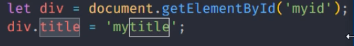 let div = document.getElementById('myid');
div.title = 'mytitle';